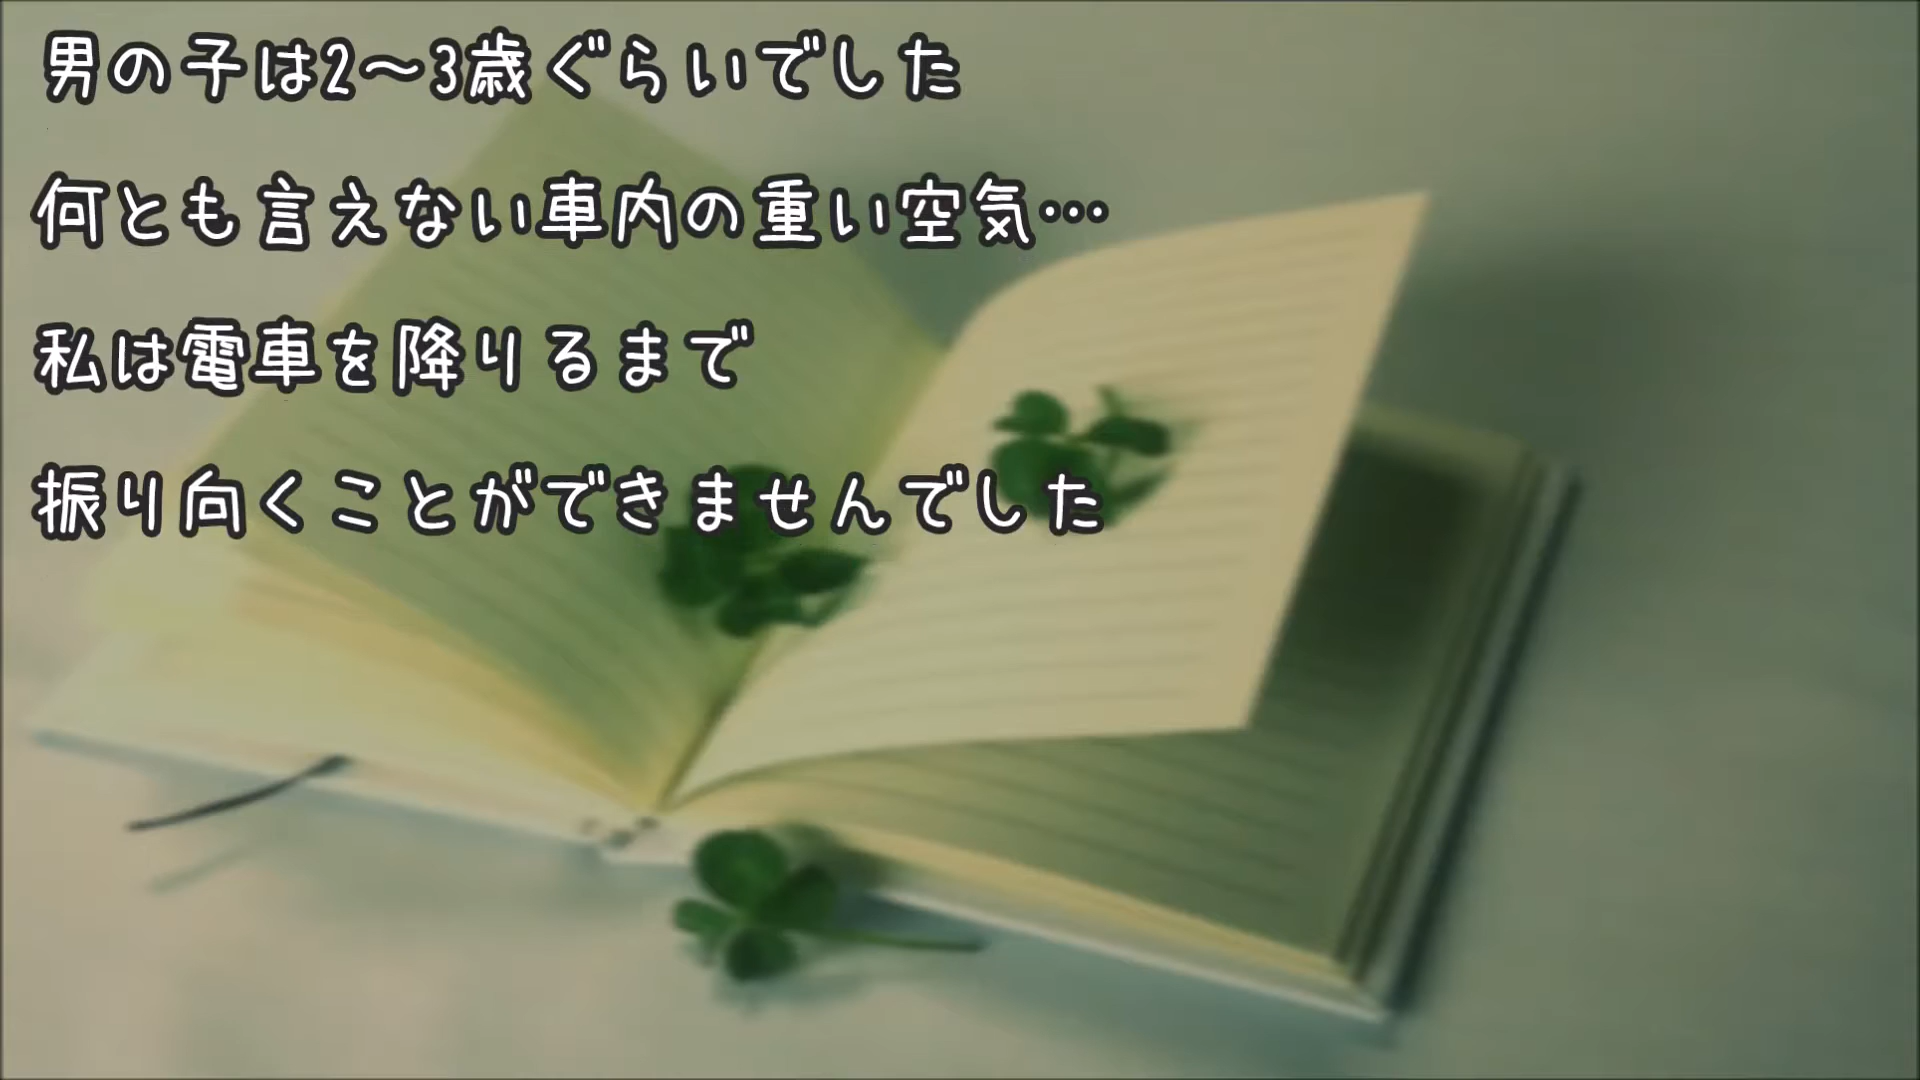 男の子は2～3歳ぐらいでした
何とも言えない車内の重い空気…
私は電車を降りるまで
振り向くことができませんでした